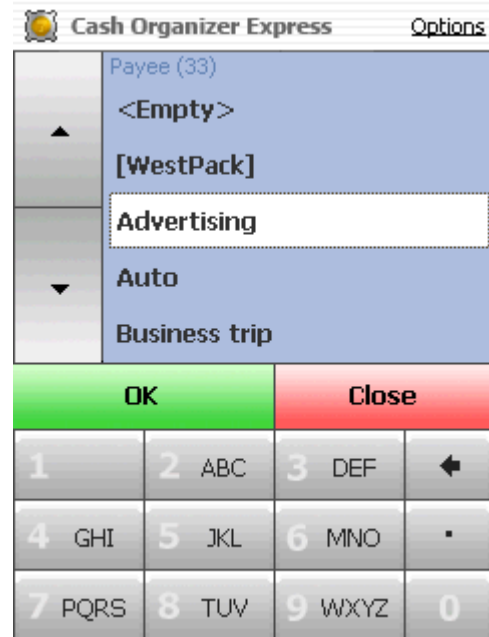 Cash Organizer Express Options
Payee (33)
<Empty>
[WestPack]
Advertising
Auto
Business trip
OK Close
1 2 ABC 3 DEF
4 GHI 5 JKL 6 MNO .
7 PQRS 8 TUV 9 WXYZ 0